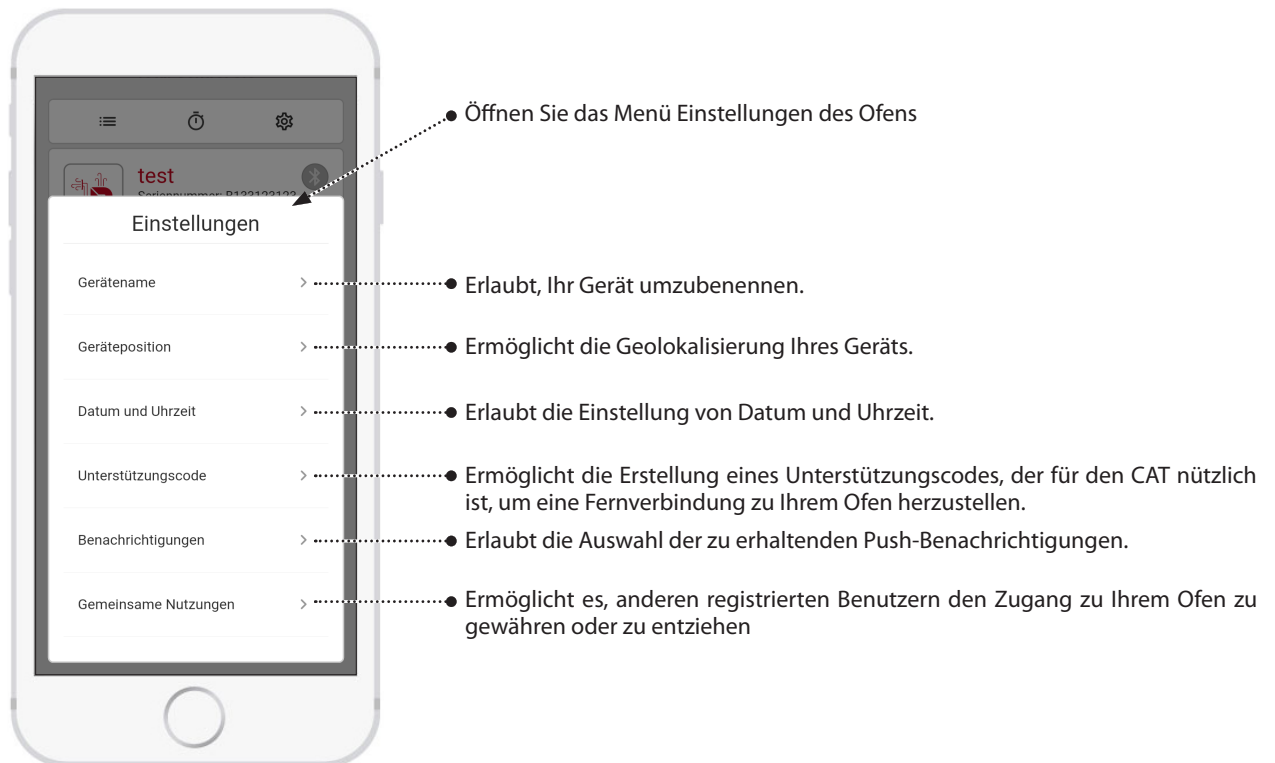 Öffnen Sie das Menü Einstellungen des Ofens
test
Seriennummer: B133123123
Einstellungen
Gerätename
Erlaubt, Ihr Gerät umzubenennen.
Geräteposition
Ermöglicht die Geolokalisierung Ihres Geräts.
Datum und Uhrzeit
Erlaubt die Einstellung von Datum und Uhrzeit.
Unterstützungscode
Ermöglicht die Erstellung eines Unterstützungscodes, der für den CAT nützlich
ist, um eine Fernverbindung zu Ihrem Ofen herzustellen.
Benachrichtigungen
Erlaubt die Auswahl der zu erhaltenden Push-Benachrichtigungen.
Gemeinsame Nutzungen
Ermöglicht es, anderen registrierten Benutzern den Zugang zu Ihrem Ofen zu
gewähren oder zu entziehen